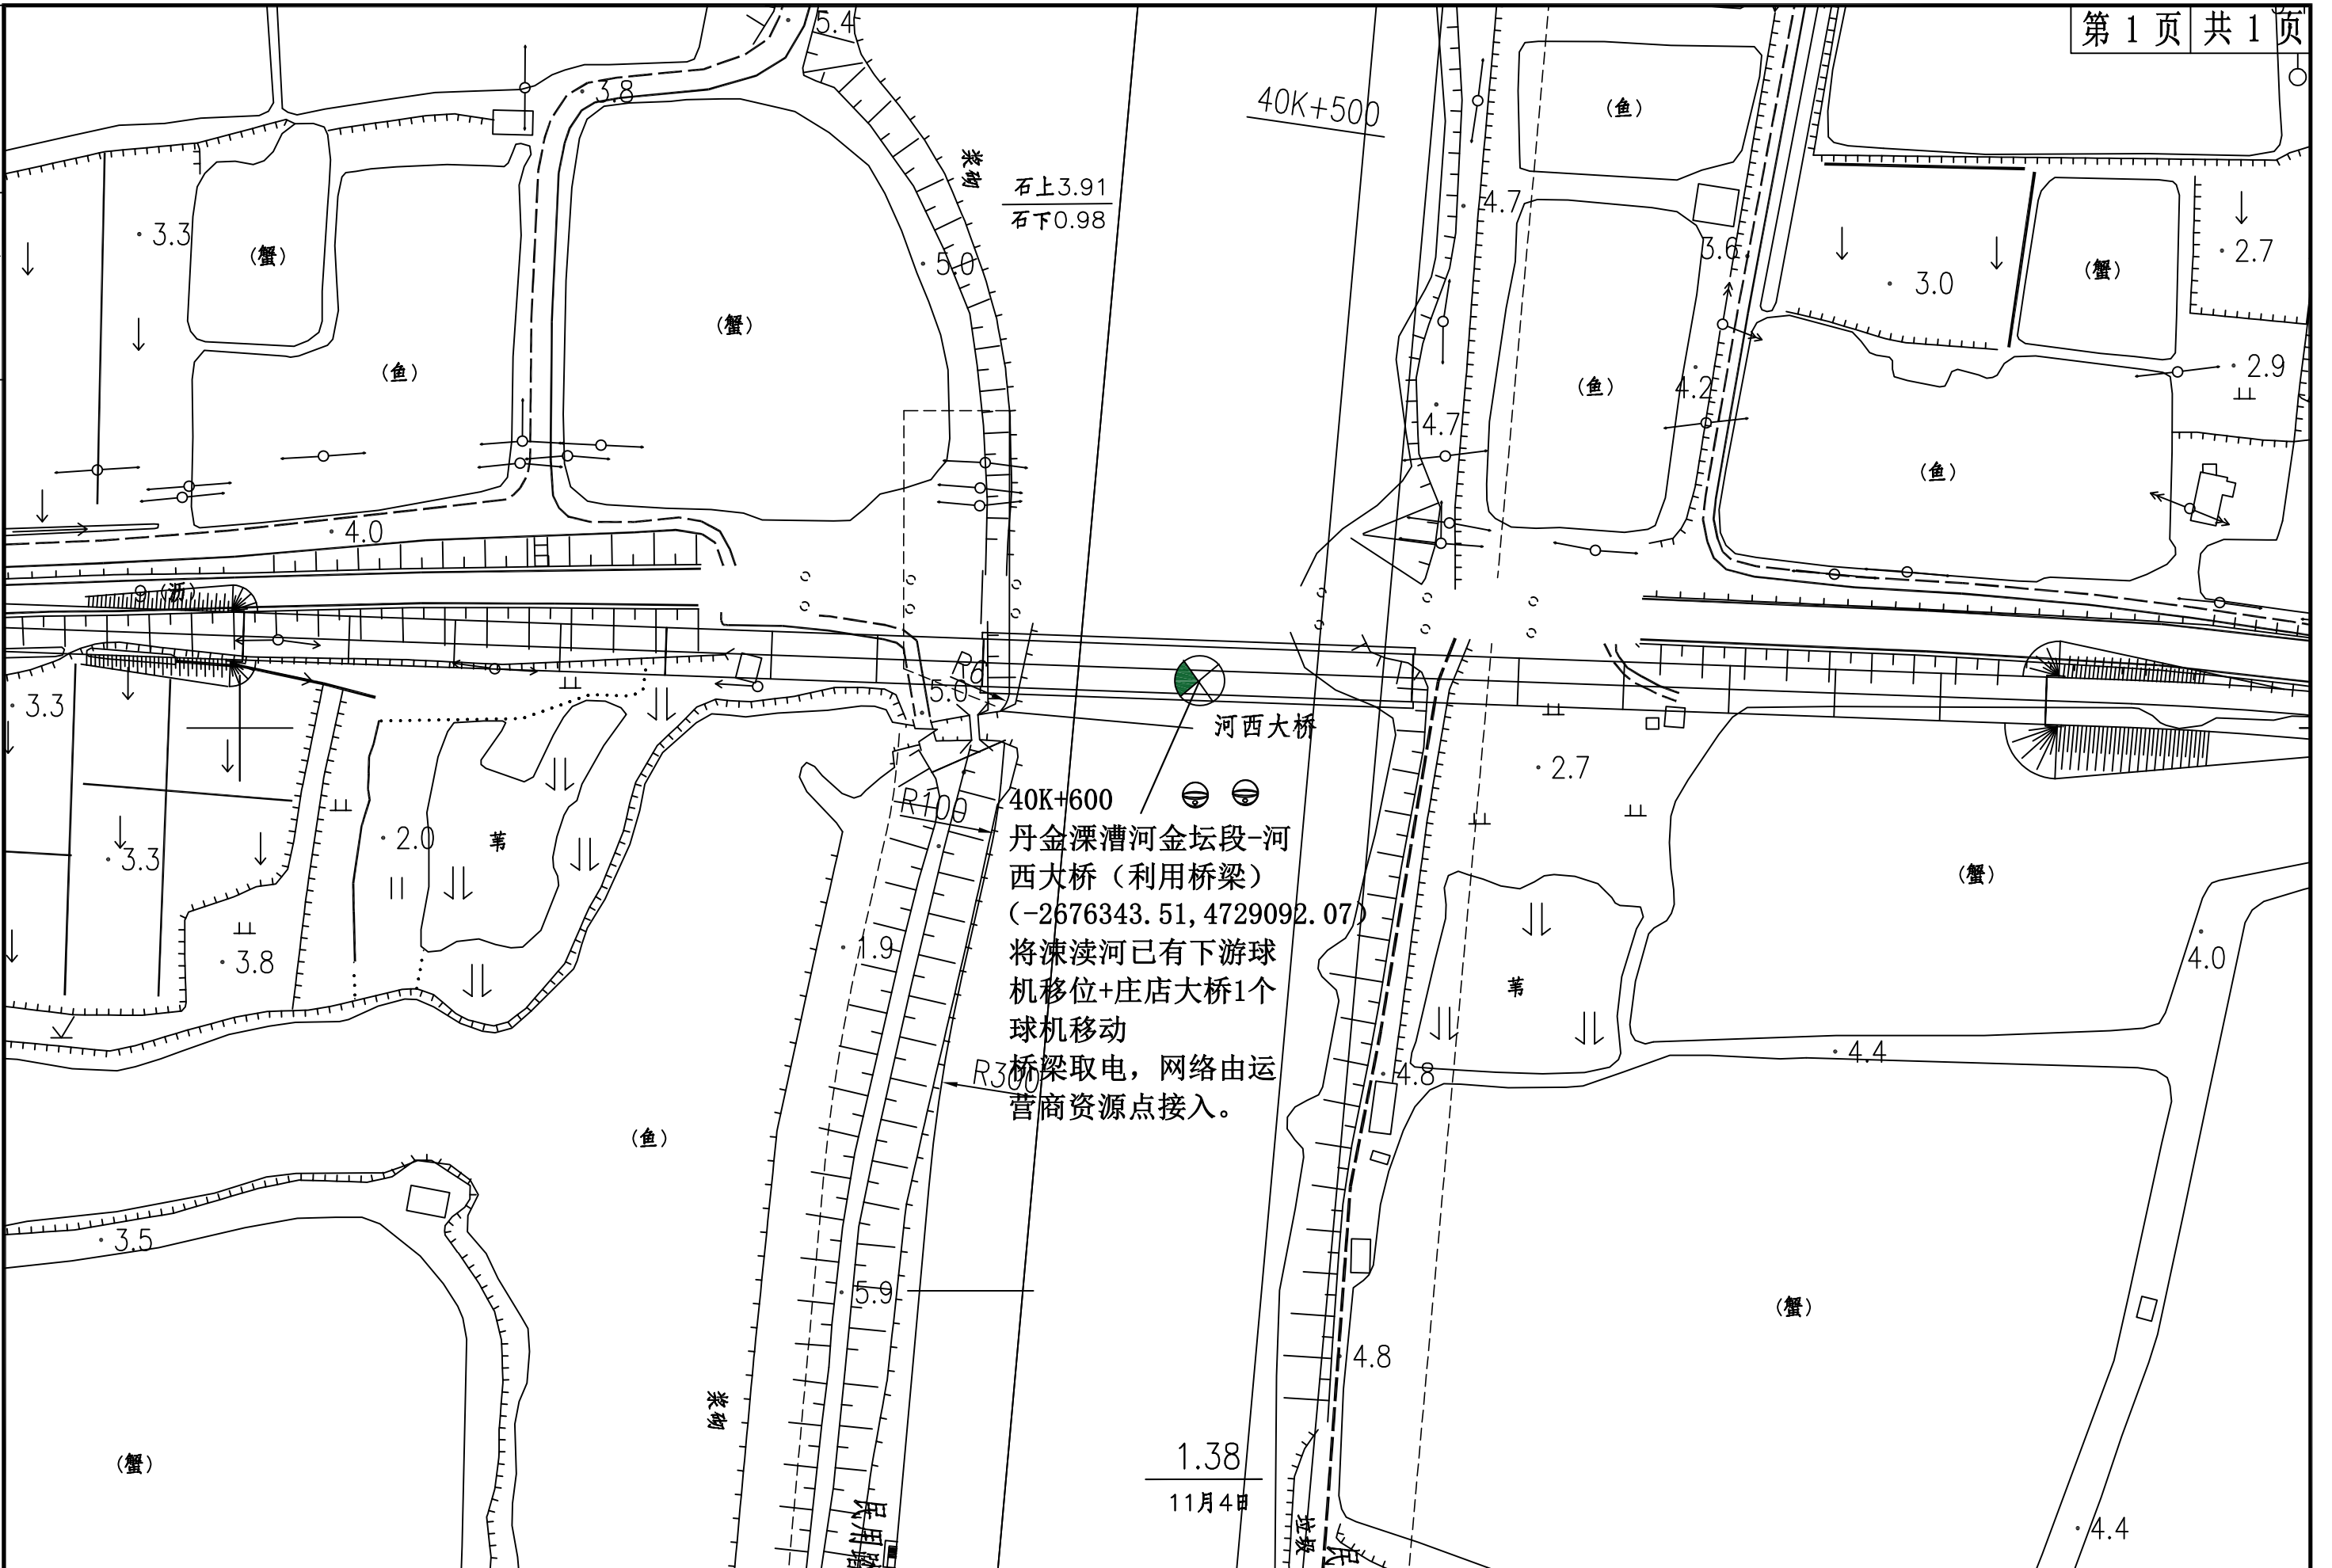 第 1 页 共 1 页
5.4
3.8
40K+500
(鱼)
浆砌
石上3.91
石下0.98
4.7
3.3
(蟹)
5.0
3.6
3.0
(蟹)
2.7
(蟹)
(鱼)
(鱼)
4.2
2.9
4.7
(鱼)
4.0
9(沥)
R6
5.0
3.3
河西大桥
2.7
R100
40K+600
丹金溧漕河金坛段-河
西大桥（利用桥梁）
(-2676343.51,4729092.07)
将涑渎河已有下游球
机移位+庄店大桥1个
球机移动
桥梁取电，网络由运
营商资源点接入。
2.0
苇
3.3
(蟹)
1.9
3.8
4.0
苇
R300
4.8
4.4
(鱼)
3.5
5.9
(蟹)
4.8
浆砌
(蟹)
1.38
11月4日
民用
垃圾
民
4.4